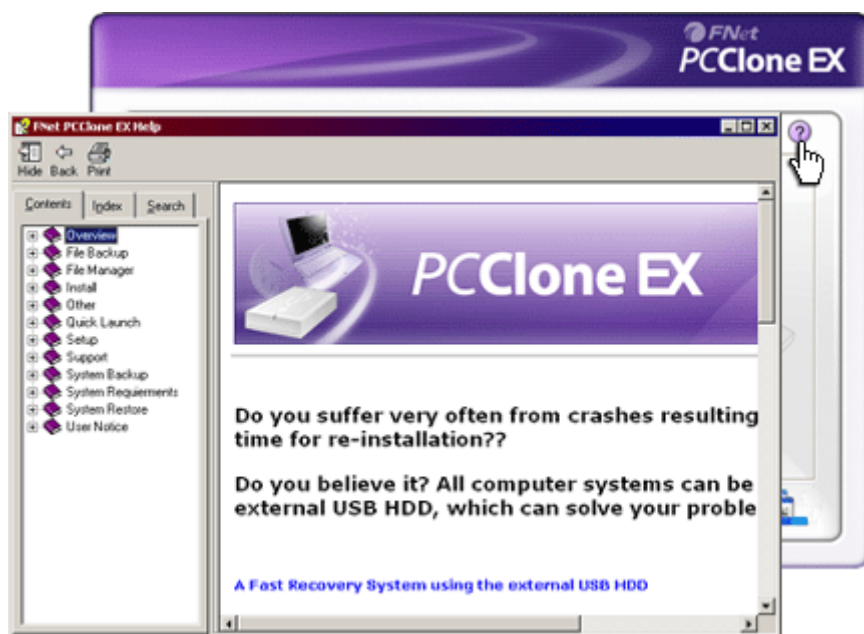 FNet
PCClone EX
FNet PCClone EX Help
Hide Back Print
Contents Index Search
Overview
File Backup
File Manager
Install
Other
Quick Launch
Setup
Support
System Backup
System Requierments
System Restore
User Notice
PCClone EX
Do you suffer very often from crashes resulting
time for re-installation??
Do you believe it? All computer systems can be
external USB HDD, which can solve your proble
A Fast Recovery System using the external USB HDD